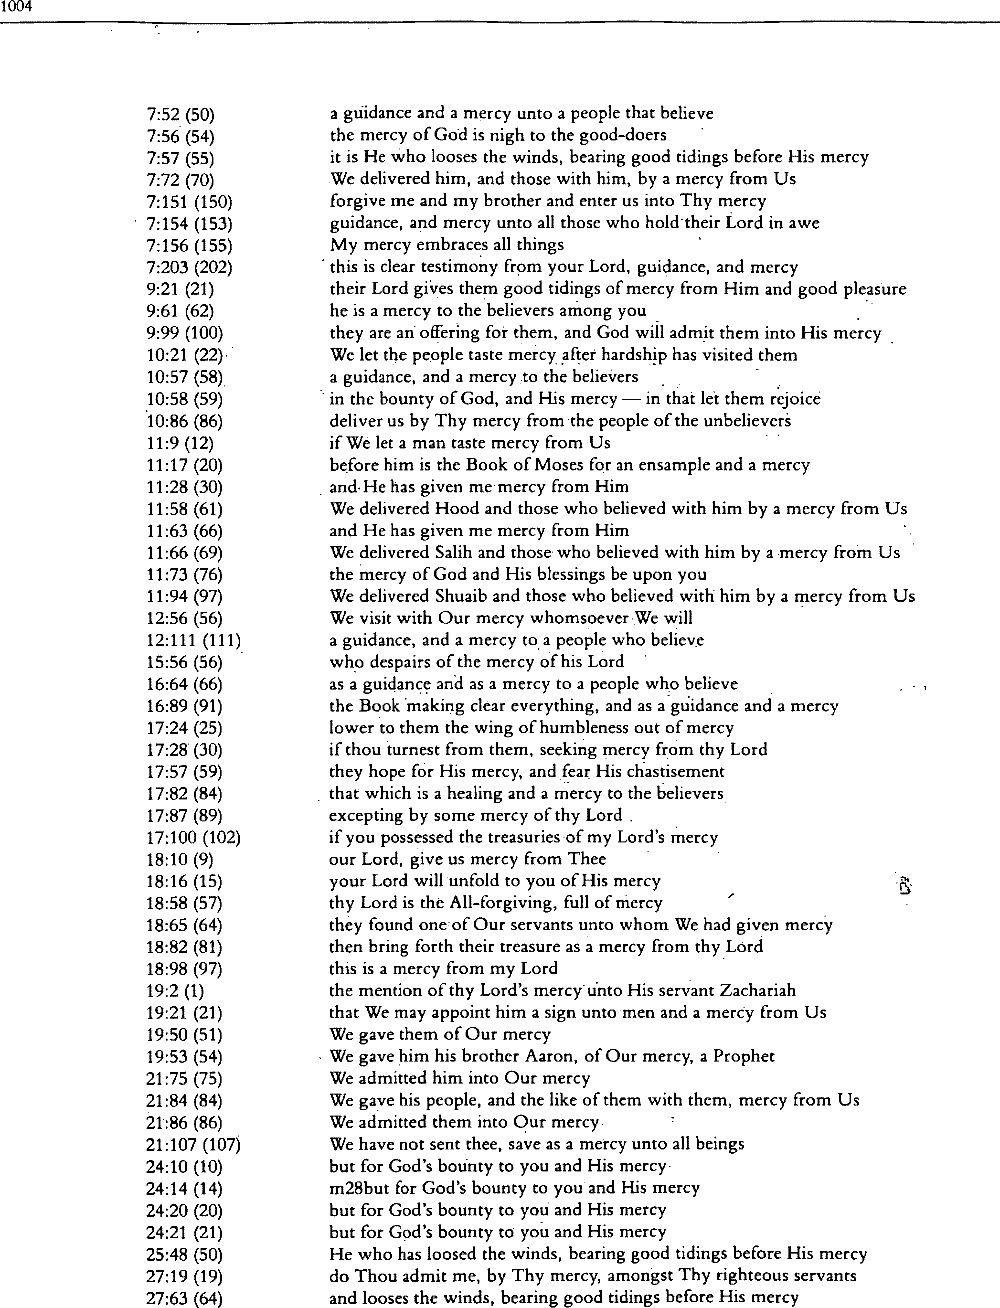 1004
7:52 (50) a guidance and a mercy unto a people that believe
7:56 (54) the mercy of God is nigh to the good-doers
7:57 (55) it is He who looses the winds, bearing good tidings before His mercy
7:72 (70) We delivered him, and those with him, by a mercy from Us
7:151 (150) forgive me and my brother and enter us into Thy mercy
7:154 (153) guidance, and mercy unto all those who hold their Lord in awe
7:156 (155) My mercy embraces all things
7:203 (202) this is clear testimony from your Lord, guidance, and mercy
9:21 (21) their Lord gives them good tidings of mercy from Him and good pleasure
9:61 (62) he is a mercy to the believers among you
9:99 (100) they are an offering for them, and God will admit them into His mercy
10:21 (22) We let the people taste mercy after hardship has visited them
10:57 (58) a guidance, and a mercy to the believers
10:58 (59) in the bounty of God, and His mercy — in that let them rejoice
10:86 (86) deliver us by Thy mercy from the people of the unbelievers
11:9 (12) if We let a man taste mercy from Us
11:17 (20) before him is the Book of Moses for an ensample and a mercy
11:28 (30) and He has given me mercy from Him
11:58 (61) We delivered Hood and those who believed with him by a mercy from Us
11:63 (66) and He has given me mercy from Him
11:66 (69) We delivered Salih and those who believed with him by a mercy from Us
11:73 (76) the mercy of God and His blessings be upon you
11:94 (97) We delivered Shuaib and those who believed with him by a mercy from Us
12:56 (56) We visit with Our mercy whomsoever We will
12:111 (111) a guidance, and a mercy to a people who believe
15:56 (56) who despairs of the mercy of his Lord
16:64 (66) as a guidance and as a mercy to a people who believe
16:89 (91) the Book making clear everything, and as a guidance and a mercy
17:24 (25) lower to them the wing of humbleness out of mercy
17:28 (30) if thou turnest from them, seeking mercy from thy Lord
17:57 (59) they hope for His mercy, and fear His chastisement
17:82 (84) that which is a healing and a mercy to the believers
17:87 (89) excepting by some mercy of thy Lord
17:100 (102) if you possessed the treasuries of my Lord's mercy
18:10 (9) our Lord, give us mercy from Thee
18:16 (15) your Lord will unfold to you of His mercy
18:58 (57) thy Lord is the All-forgiving, full of mercy
18:65 (64) they found one of Our servants unto whom We had given mercy
18:82 (81) then bring forth their treasure as a mercy from thy Lord
18:98 (97) this is a mercy from my Lord
19:2 (1) the mention of thy Lord's mercy unto His servant Zachariah
19:21 (21) that We may appoint him a sign unto men and a mercy from Us
19:50 (51) We gave them of Our mercy
19:53 (54) We gave him his brother Aaron, of Our mercy, a Prophet
21:75 (75) We admitted him into Our mercy
21:84 (84) We gave his people, and the like of them with them, mercy from Us
21:86 (86) We admitted them into Our mercy
21:107 (107) We have not sent thee, save as a mercy unto all beings
24:10 (10) but for God's bounty to you and His mercy
24:14 (14) m28but for God's bounty to you and His mercy
24:20 (20) but for God's bounty to you and His mercy
24:21 (21) but for God's bounty to you and His mercy
25:48 (50) He who has loosed the winds, bearing good tidings before His mercy
27:19 (19) do Thou admit me, by Thy mercy, amongst Thy righteous servants
27:63 (64) and looses the winds, bearing good tidings before His mercy